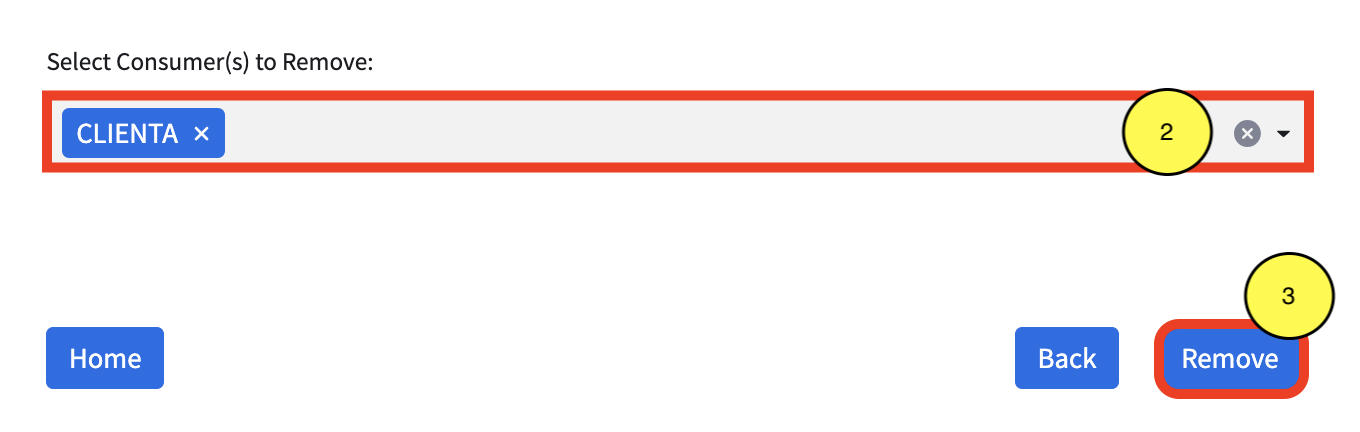 Select Consumer(s) to Remove:
CLIENTA ×
2
3
Home
Back
Remove